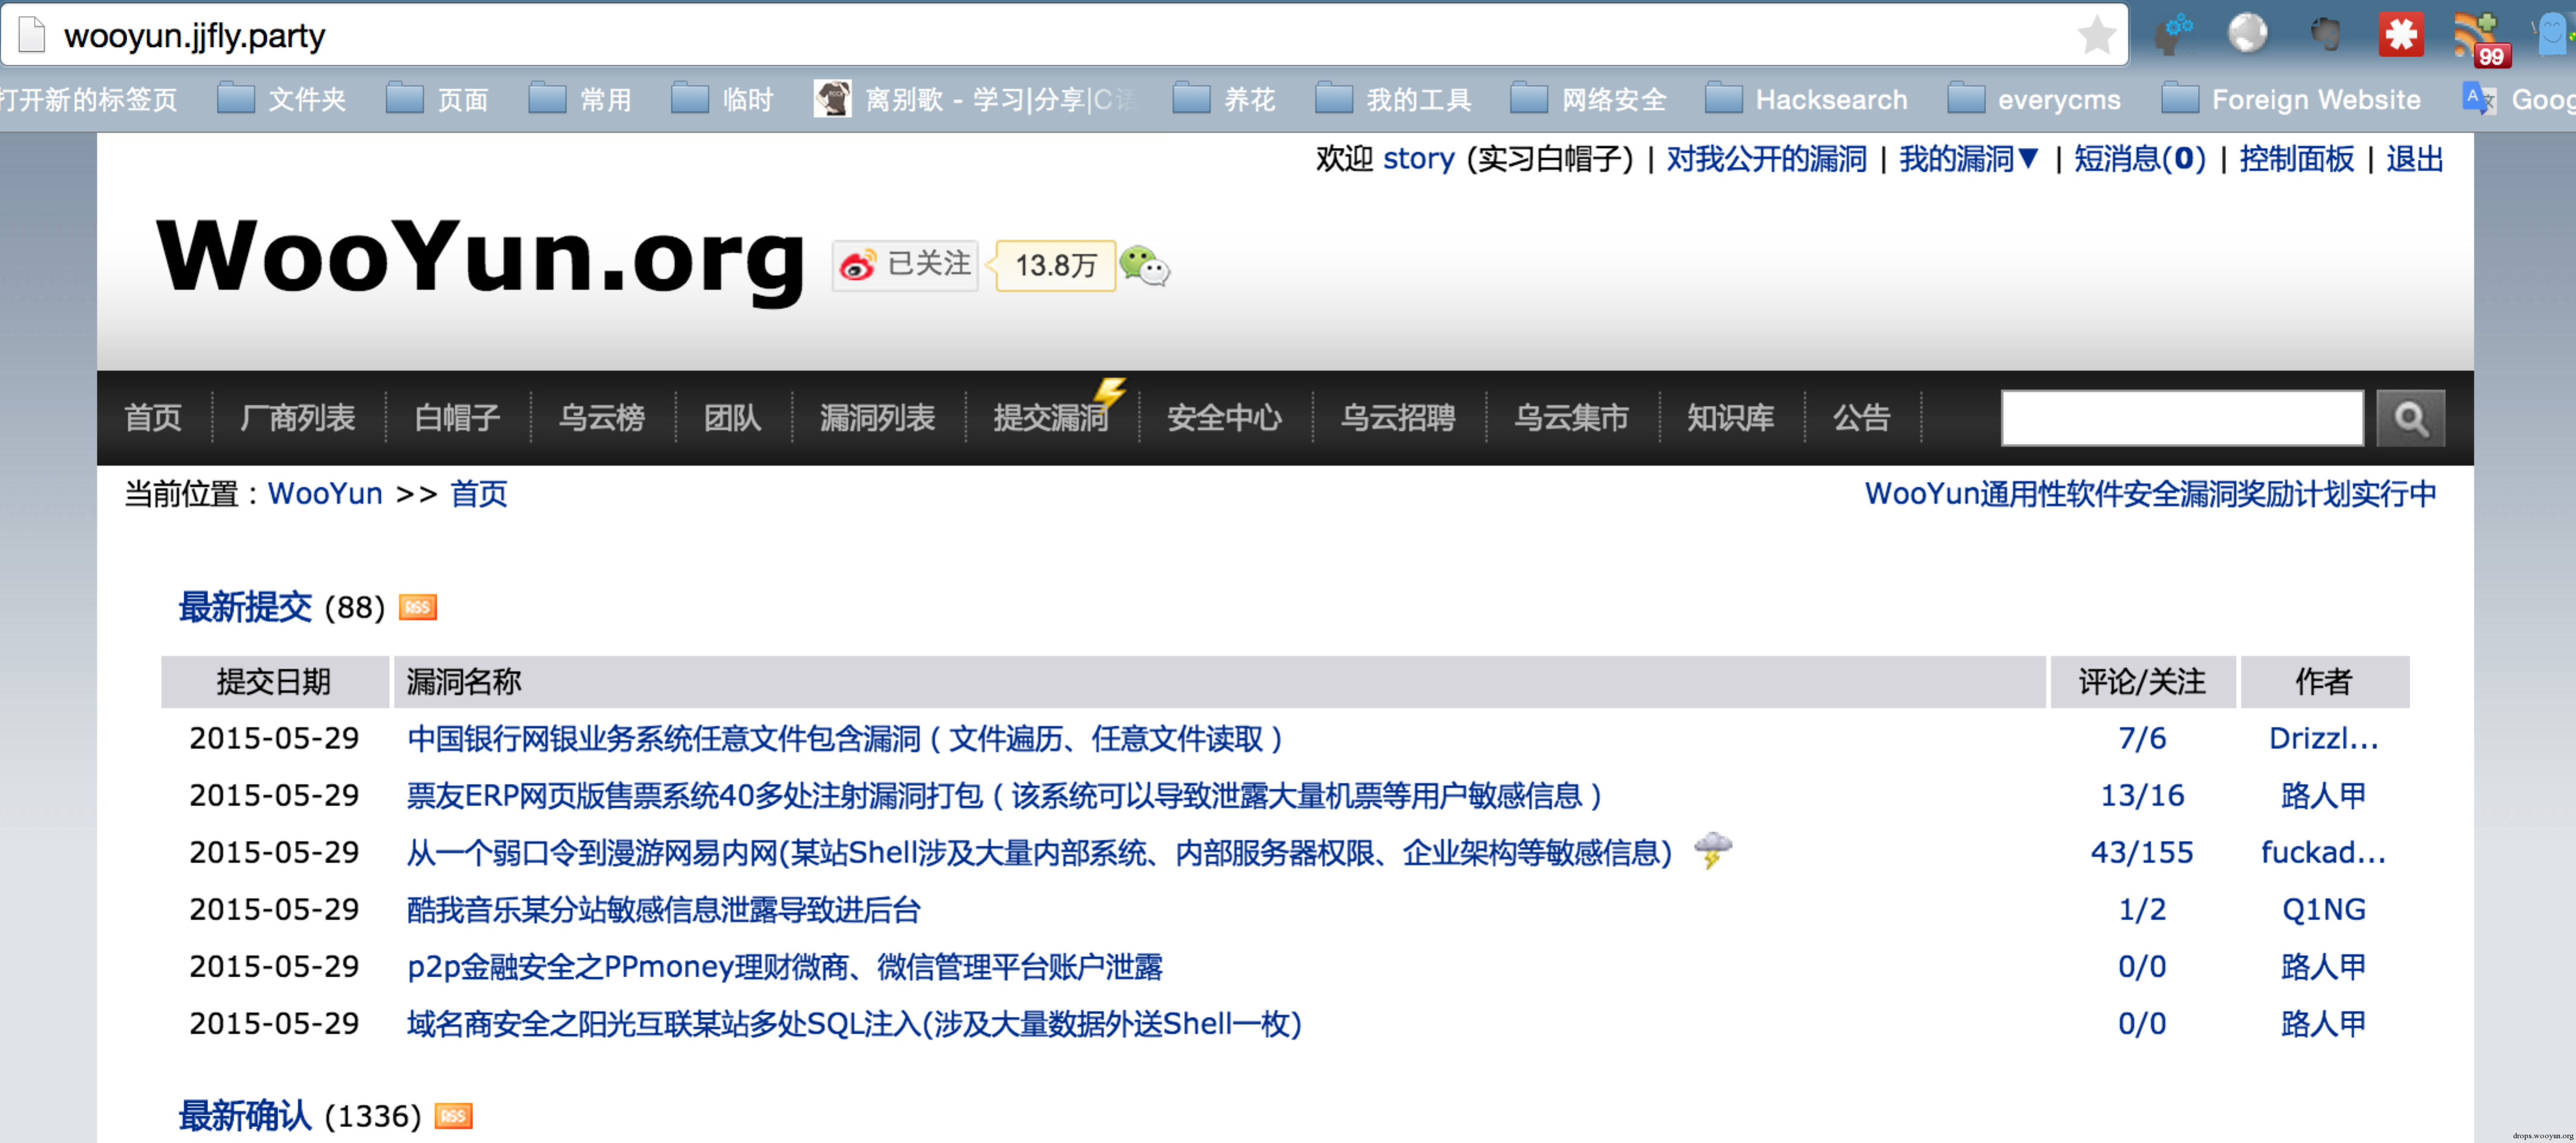 wooyun.jjfly.party
99
打开新的标签页 文件夹 页面 常用 临时 离别歌 - 学习|分享|C语 养花 我的工具 网络安全 Hacksearch everycms Foreign Website Goog
欢迎 story (实习白帽子) | 对我公开的漏洞 | 我的漏洞▼ | 短消息(0) | 控制面板 | 退出
WooYun.org 已关注 13.8万
首页 厂商列表 白帽子 乌云榜 团队 漏洞列表 提交漏洞 安全中心 乌云招聘 乌云集市 知识库 公告
当前位置：WooYun >> 首页 WooYun通用性软件安全漏洞奖励计划实行中
最新提交 (88) RSS
提交日期 漏洞名称 评论/关注 作者
2015-05-29 中国银行网银业务系统任意文件包含漏洞（文件遍历、任意文件读取） 7/6 Drizzl...
2015-05-29 票友ERP网页版售票系统40多处注射漏洞打包（该系统可以导致泄露大量机票等用户敏感信息） 13/16 路人甲
2015-05-29 从一个弱口令到漫游网易内网(某站Shell涉及大量内部系统、内部服务器权限、企业架构等敏感信息) 43/155 fuckad...
2015-05-29 酷我音乐某分站敏感信息泄露导致进后台 1/2 Q1NG
2015-05-29 p2p金融安全之PPmoney理财微商、微信管理平台账户泄露 0/0 路人甲
2015-05-29 域名商安全之阳光互联某站多处SQL注入(涉及大量数据外送Shell一枚) 0/0 路人甲
最新确认 (1336) RSS
drops.wooyun.org